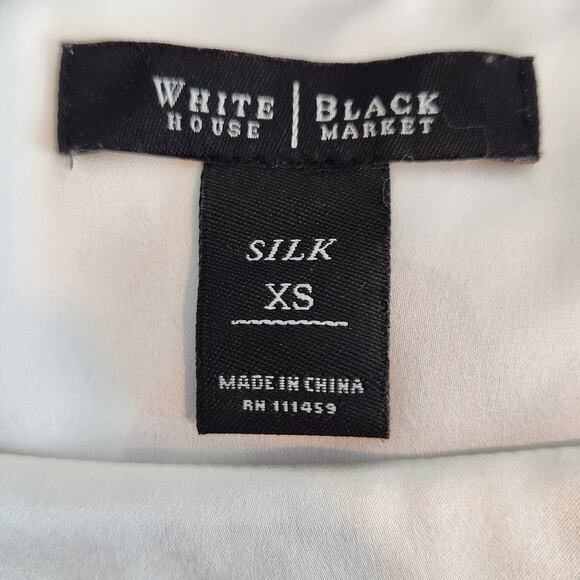 WHITE | BLACK
HOUSE MARKET
SILK
XS
MADE IN CHINA
RN 111459